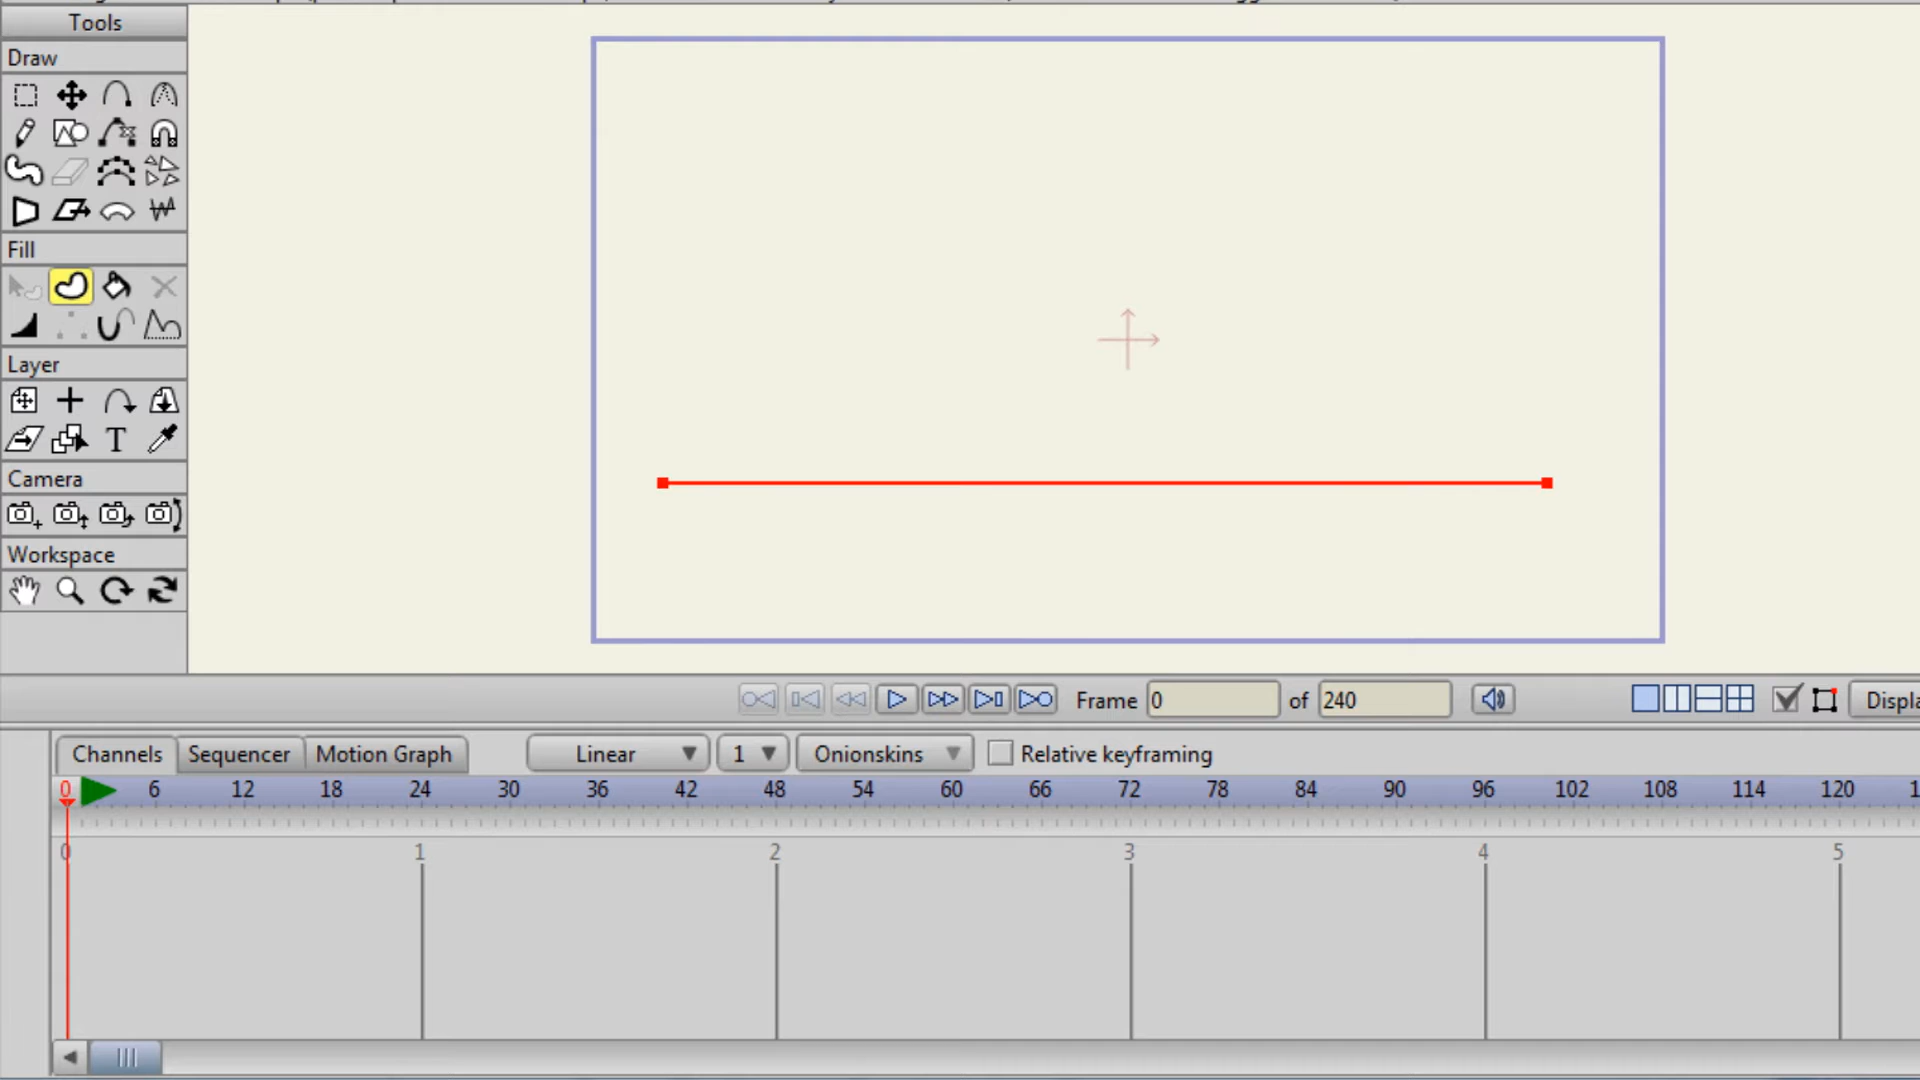 Tools
Draw
Fill
Layer
T
Camera
Workspace
Frame 0 of 240 Displa
Channels Sequencer Motion Graph Linear 1 Onionskins Relative keyframing
0 6 12 18 24 30 36 42 48 54 60 66 72 78 84 90 96 102 108 114 120 1
0 1 2 3 4 5